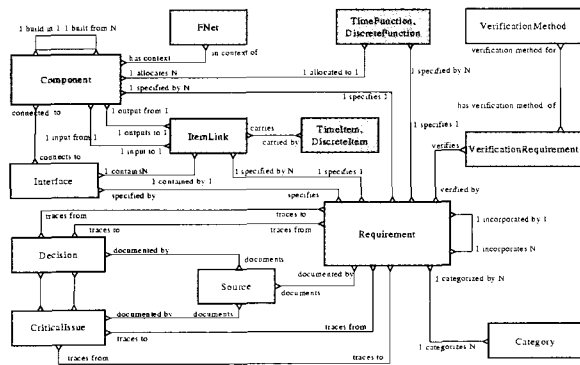 1 built in 1 1 built from N
FNet
TimeFunction,
DiscreteFunction
VerificationMethod
has context
in context of
verification method for
Component
1 allocates N
1 allocated to 1
1 specified by N
1 specified by N
connected to
1 output from 1
1 specifies 1
has verification method of
1 outputs to 1
ItemLink
carries
TimeItem,
DiscreteItem
1 specifies 1
1 input from 1
carried by
verifies
VerificationRequirement
1 input to 1
connects to
1 containsN
1 specified by N
1 specifies 1
Interface
1 contained by 1
specified by
specifies
verified by
traces from
traces to
Requirement
1 incorporated by 1
traces to
traces from
Decision
documented by
1 incorporates N
documents
documented by
1 categorized by N
Source
documents
documented by
documents
CriticalIssue
traces from
traces to
Category
traces from
traces to
1 categorizes N